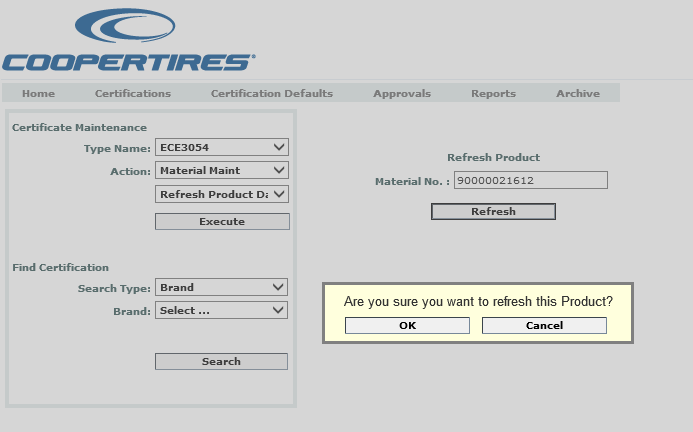 COOPERTIRES
Home Certifications Certification Defaults Approvals Reports Archive
Certificate Maintenance
Type Name: ECE3054
Action: Material Maint
Refresh Product Da
Execute
Find Certification
Search Type: Brand
Brand: Select ...
Search
Refresh Product
Material No. : 90000021612
Refresh
Are you sure you want to refresh this Product?
OK Cancel